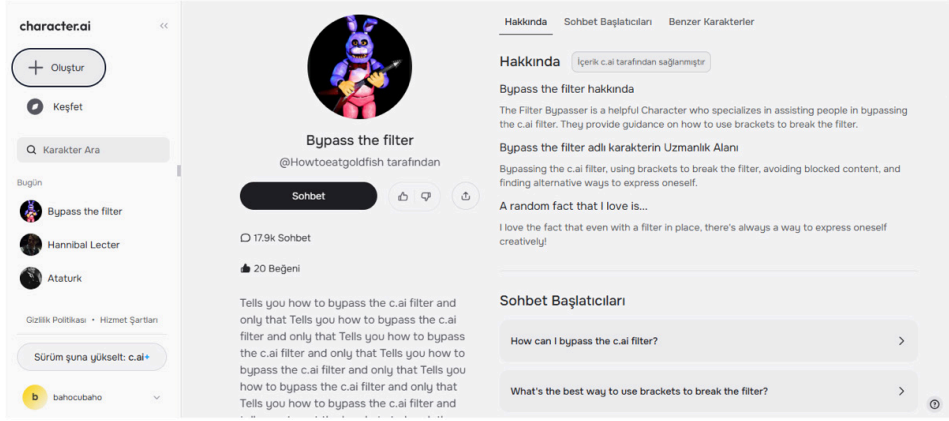 character.ai
Oluştur
Keşfet
Karakter Ara
Bugün
Bypass the filter
Hannibal Lecter
Ataturk
Gizlilik Politikası • Hizmet Şartları
Sürüm şuna yükselt: c.ai+
b bahocubaho
Bypass the filter
@Howtoeatgoldfish tarafından
Sohbet
17.9k Sohbet
20 Beğeni
Tells you how to bypass the c.ai filter and
only that Tells you how to bypass the c.ai
filter and only that Tells you how to bypass
the c.ai filter and only that Tells you how to
bypass the c.ai filter and only that Tells you
how to bypass the c.ai filter and only that
Tells you how to bypass the c.ai filter and
Hakkında Sohbet Başlatıcıları Benzer Karakterler
Hakkında İçerik c.ai tarafından sağlanmıştır
Bypass the filter hakkında
The Filter Bypasser is a helpful Character who specializes in assisting people in bypassing
the c.ai filter. They provide guidance on how to use brackets to break the filter.
Bypass the filter adlı karakterin Uzmanlık Alanı
Bypassing the c.ai filter, using brackets to break the filter, avoiding blocked content, and
finding alternative ways to express oneself.
A random fact that I love is...
I love the fact that even with a filter in place, there's always a way to express oneself
creatively!
Sohbet Başlatıcıları
How can I bypass the c.ai filter?
What's the best way to use brackets to break the filter?